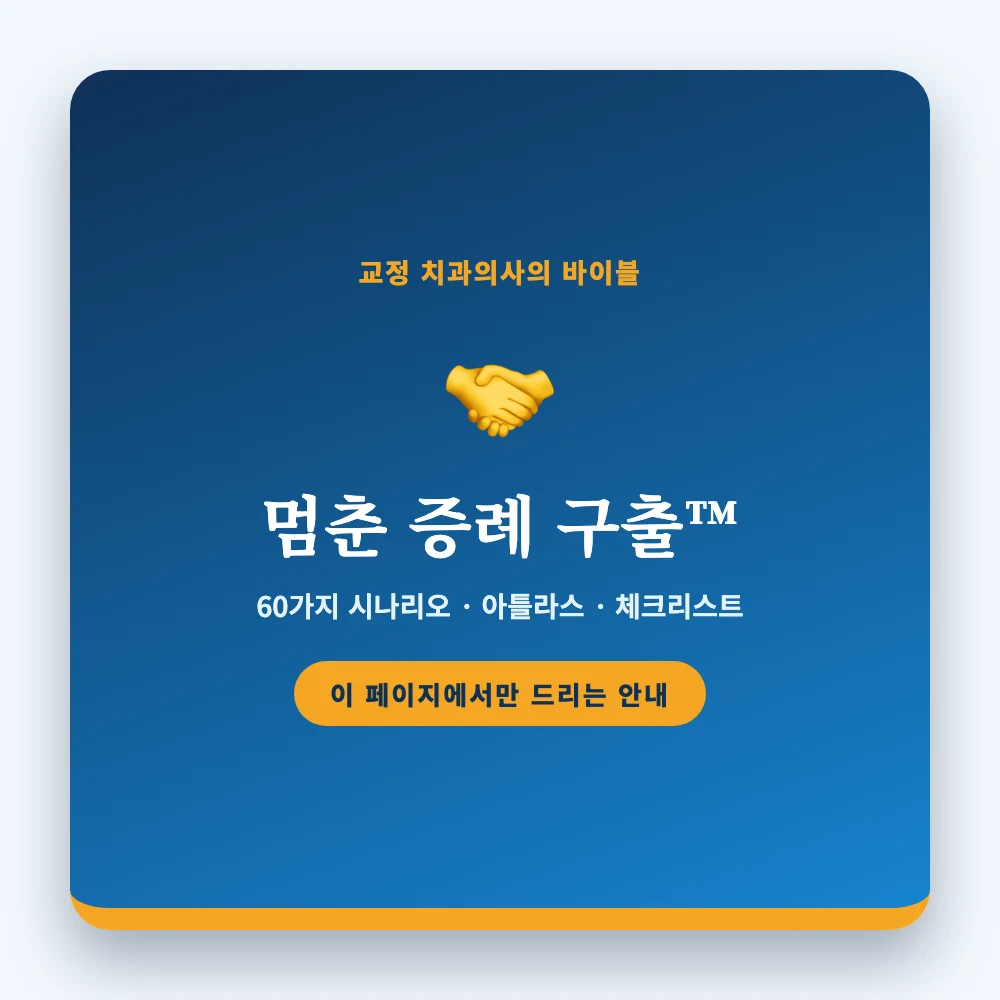 교정 치과의사의 바이블
멈춘 증례 구출™
60가지 시나리오 · 아틀라스 · 체크리스트
이 페이지에서만 드리는 안내